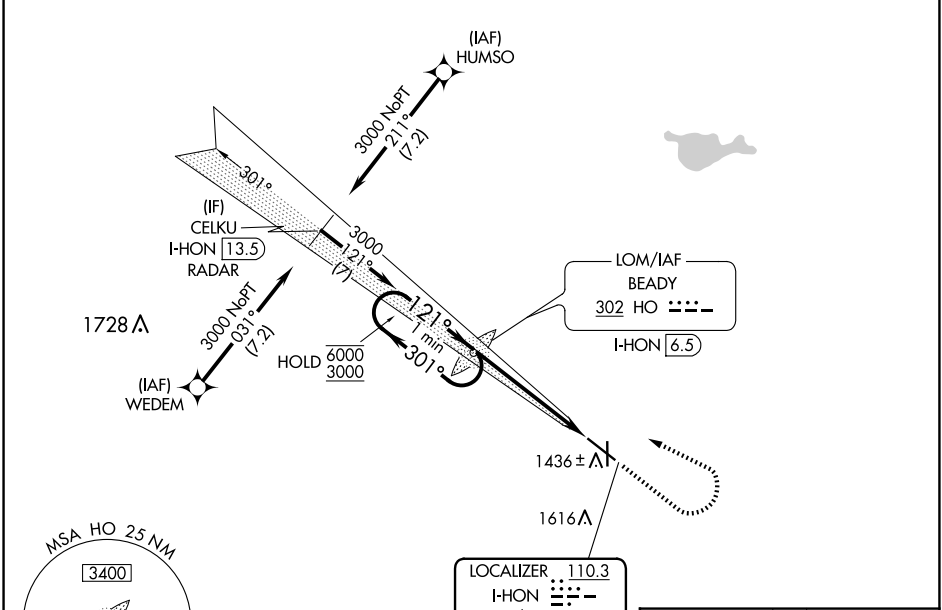 (IAF)
HUMSO
3000 NoPT
211°
(7.2)
301°
(IF)
CELKU
I-HON 13.5
RADAR
3000
121°
(7)
LOM/IAF
BEADY
302 HO
I-HON 6.5
1728
3000 NoPT
031°
(7.2)
121°
1 min
301°
HOLD
6000
3000
(IAF)
WEDEM
1436 ±
1616
MSA HO 25 NM
3400
LOCALIZER 110.3
I-HON